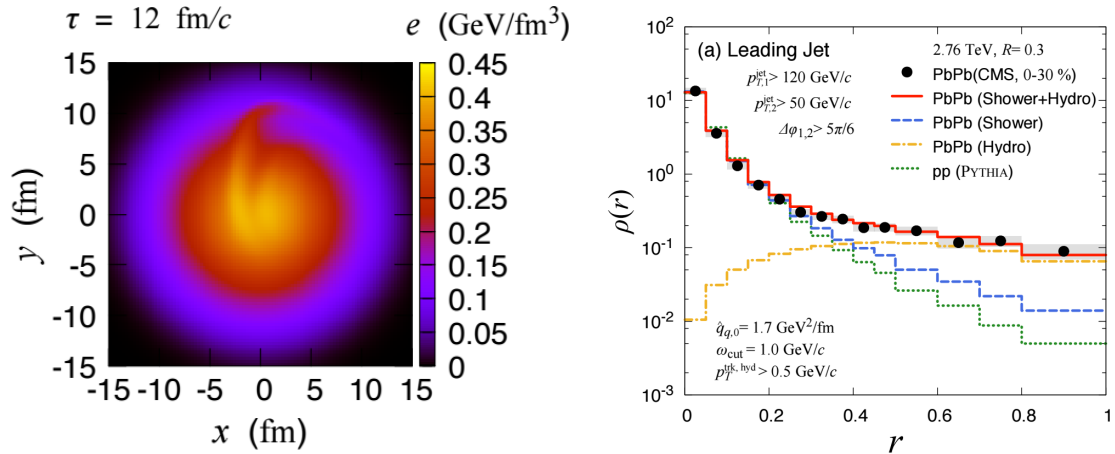 τ = 12 fm/c
e (GeV/fm³)
15
10
5
0
−5
−10
−15
y (fm)
−15 −10 −5 0 5 10 15
x (fm)
0.45
0.4
0.35
0.3
0.25
0.2
0.15
0.1
0.05
0
(a) Leading Jet
p_{T,1}^{jet} > 120 GeV/c
p_{T,2}^{jet} > 50 GeV/c
Δφ_{1,2} > 5π/6
2.76 TeV, R= 0.3
PbPb(CMS, 0-30 %)
PbPb (Shower+Hydro)
PbPb (Shower)
PbPb (Hydro)
pp (PYTHIA)
10²
10¹
10⁰
10⁻¹
10⁻²
10⁻³
ρ(r)
q̂_{q,0} = 1.7 GeV²/fm
ω_{cut} = 1.0 GeV/c
p_T^{trk, hyd} > 0.5 GeV/c
0 0.2 0.4 0.6 0.8 1
r